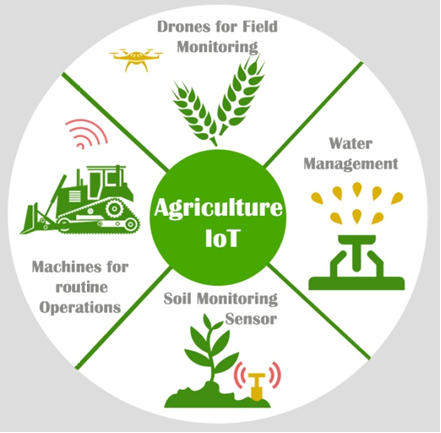 Drones for Field
Monitoring
Water
Management
Agriculture
IoT
Machines for
routine
Operations
Soil Monitoring
Sensor